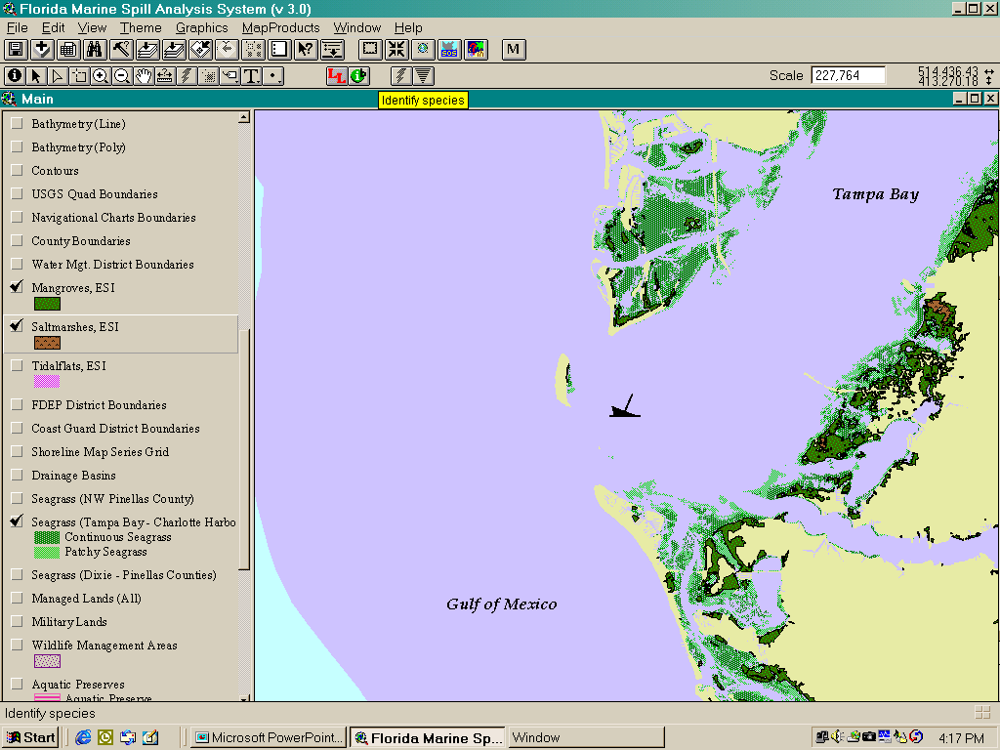 Florida Marine Spill Analysis System (v 3.0)
File Edit View Theme Graphics MapProducts Window Help
SOS M
T LL Scale 227,764 514,436.43
413,270.18
Main
Identify species
Bathymetry (Line)
Bathymetry (Poly)
Contours
USGS Quad Boundaries
Navigational Charts Boundaries
County Boundaries
Water Mgt. District Boundaries
Mangroves, ESI
Saltmarshes, ESI
Tidalflats, ESI
FDEP District Boundaries
Coast Guard District Boundaries
Shoreline Map Series Grid
Drainage Basins
Seagrass (NW Pinellas County)
Seagrass (Tampa Bay - Charlotte Harbo
Continuous Seagrass
Patchy Seagrass
Seagrass (Dixie - Pinellas Counties)
Managed Lands (All)
Military Lands
Wildlife Management Areas
Aquatic Preserves
Aquatic Preserve
Tampa Bay
Gulf of Mexico
Identify species
Start Microsoft PowerPoint... Florida Marine Sp... Window 4:17 PM